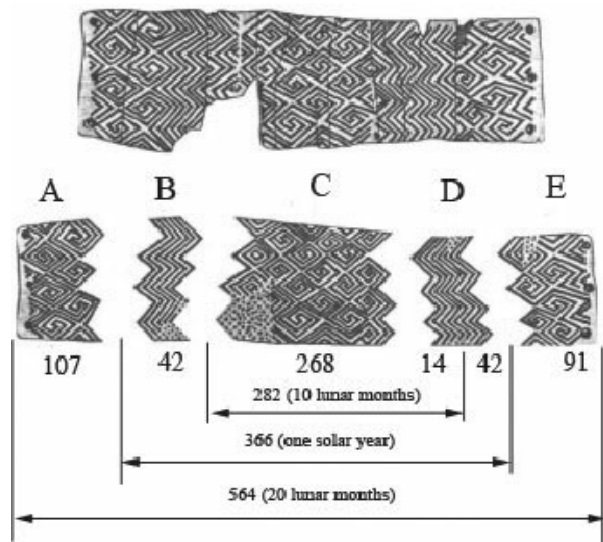 A B C D E
107 42 268 14 42 91
282 (10 lunar months)
366 (one solar year)
564 (20 lunar months)